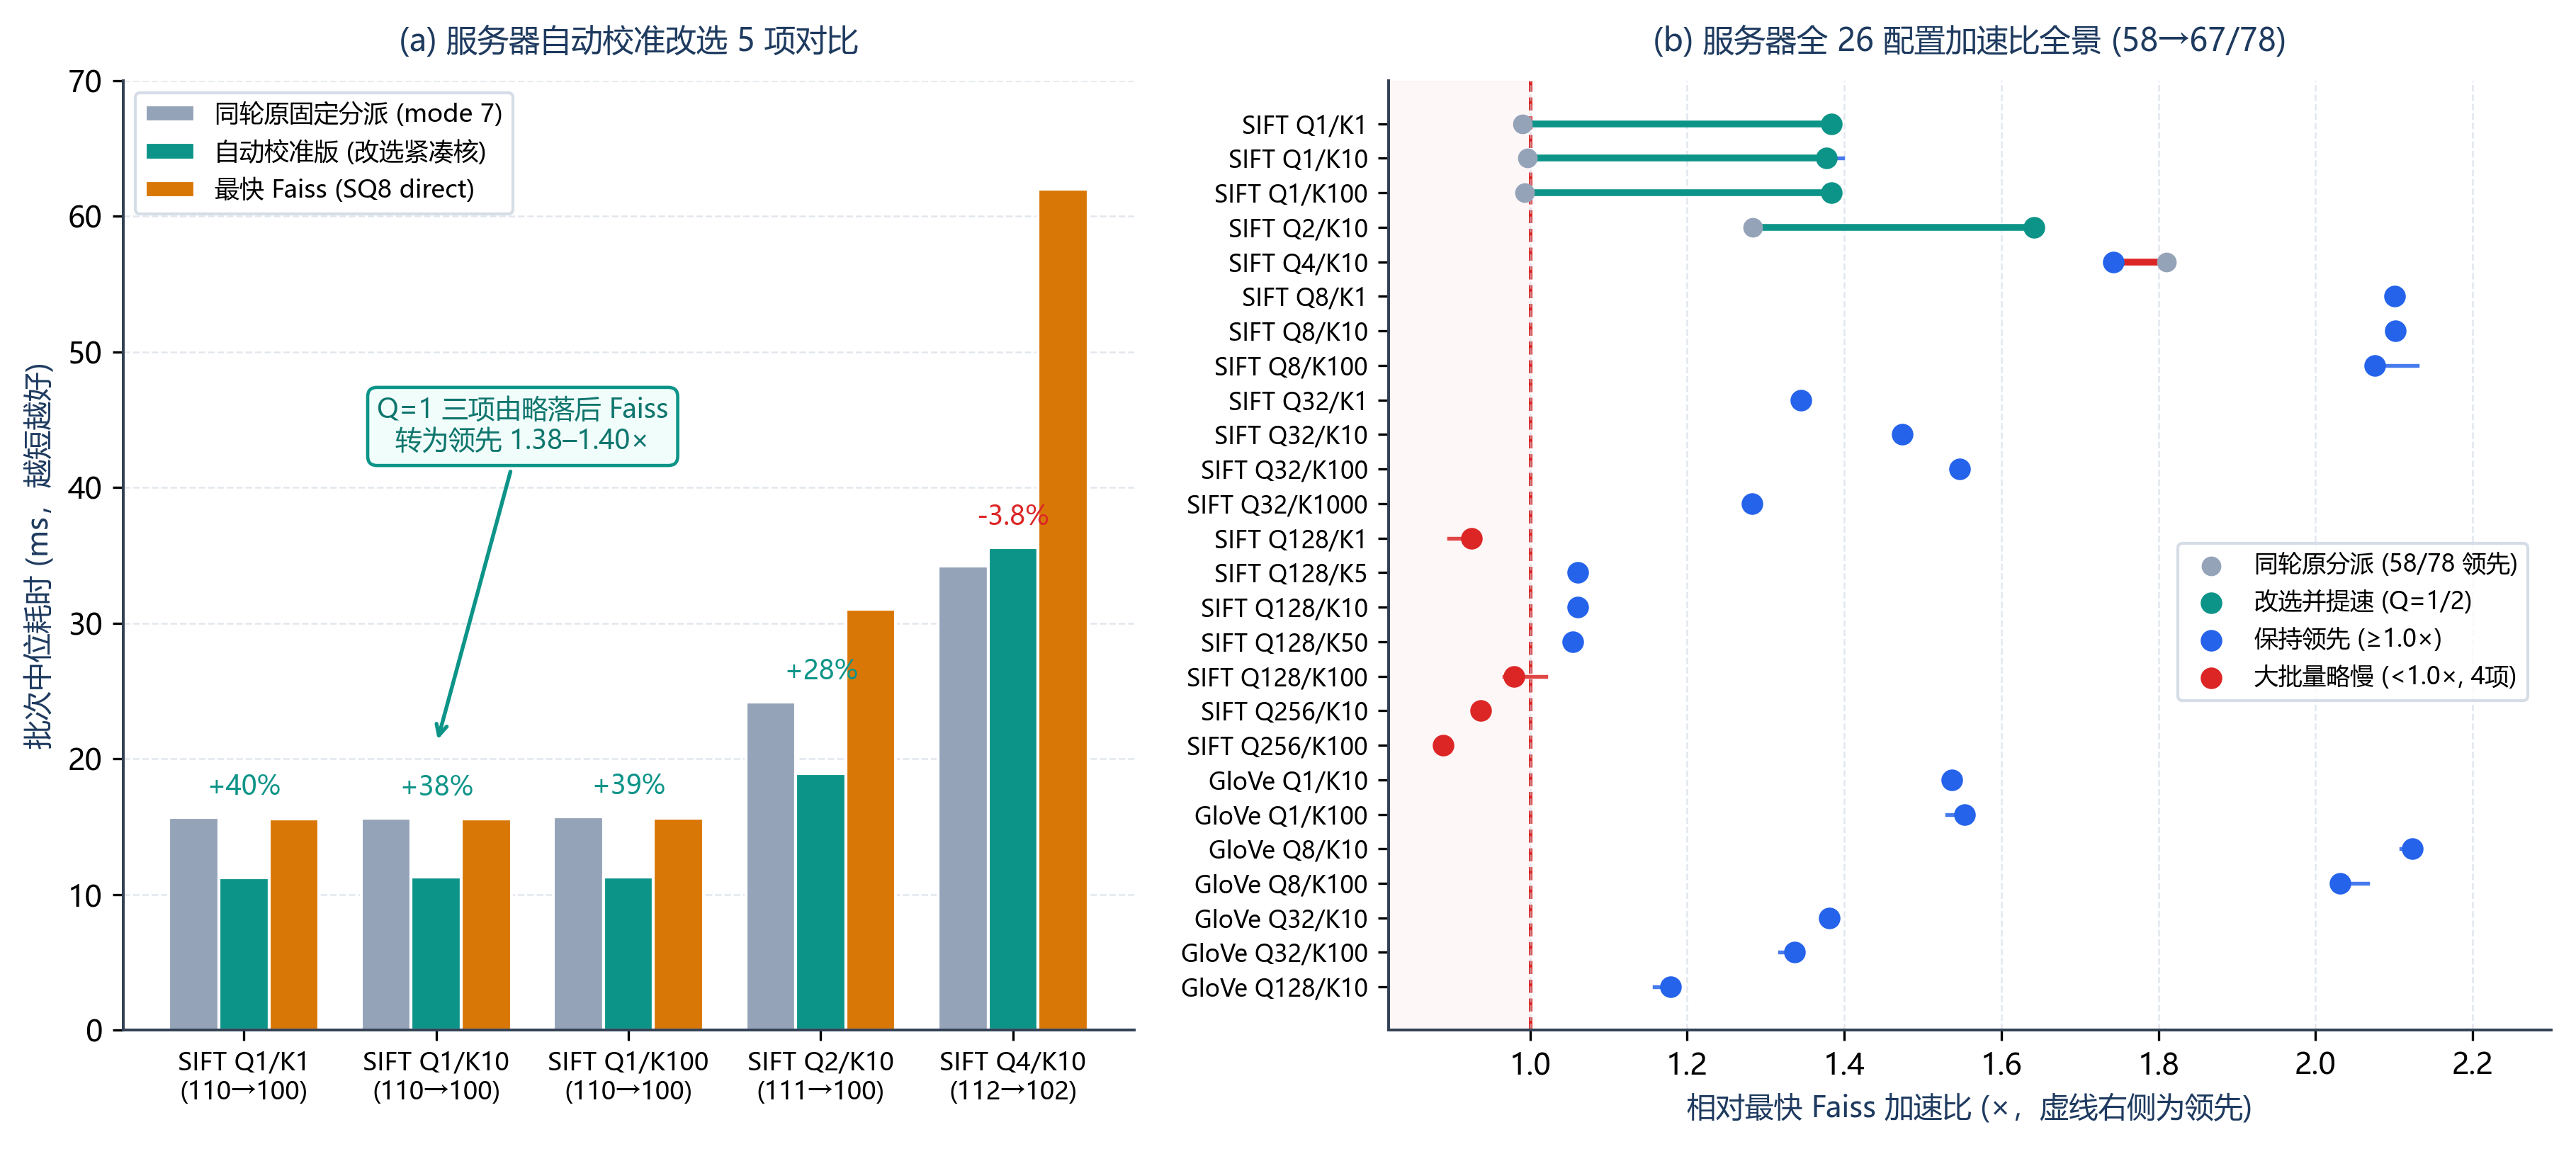 (a) 服务器自动校准改选 5 项对比
批次中位耗时 (ms, 越短越好)
70
60
50
40
30
20
10
0
同轮原固定分派 (mode 7)
自动校准版 (改选紧凑核)
最快 Faiss (SQ8 direct)
Q=1 三项由略落后 Faiss
转为领先 1.38–1.40×
+40%
+38%
+39%
+28%
-3.8%
SIFT Q1/K1
(110→100)
SIFT Q1/K10
(110→100)
SIFT Q1/K100
(110→100)
SIFT Q2/K10
(111→100)
SIFT Q4/K10
(112→102)
(b) 服务器全 26 配置加速比全景 (58→67/78)
SIFT Q1/K1
SIFT Q1/K10
SIFT Q1/K100
SIFT Q2/K10
SIFT Q4/K10
SIFT Q8/K1
SIFT Q8/K10
SIFT Q8/K100
SIFT Q32/K1
SIFT Q32/K10
SIFT Q32/K100
SIFT Q32/K1000
SIFT Q128/K1
SIFT Q128/K5
SIFT Q128/K10
SIFT Q128/K50
SIFT Q128/K100
SIFT Q256/K10
SIFT Q256/K100
GloVe Q1/K10
GloVe Q1/K100
GloVe Q8/K10
GloVe Q8/K100
GloVe Q32/K10
GloVe Q32/K100
GloVe Q128/K10
同轮原分派 (58/78 领先)
改选并提速 (Q=1/2)
保持领先 (≥1.0×)
大批量略慢 (<1.0×, 4项)
1.0
1.2
1.4
1.6
1.8
2.0
2.2
相对最快 Faiss 加速比 (×, 虚线右侧为领先)